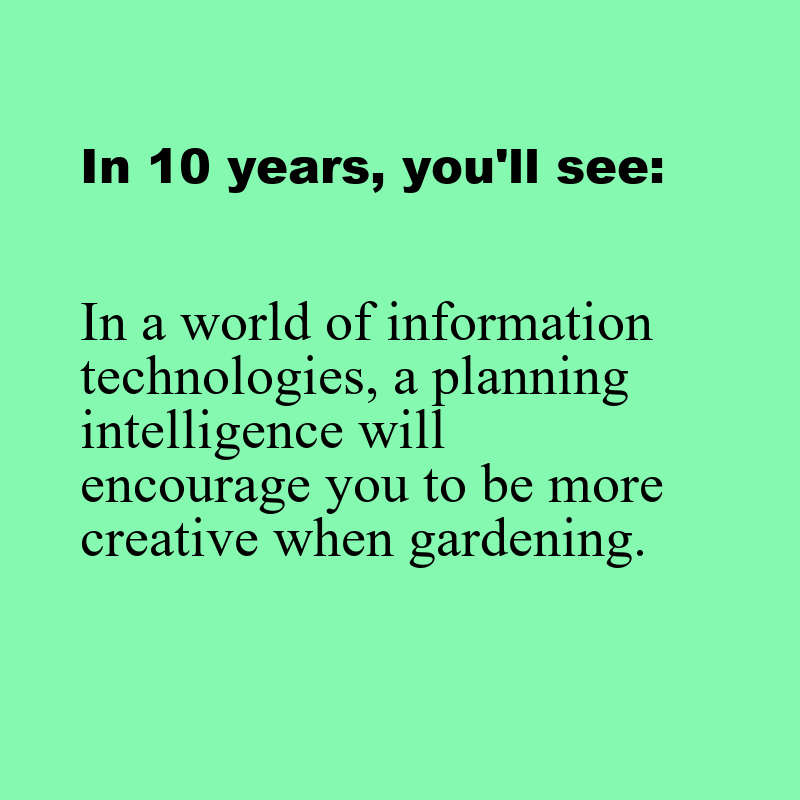 In 10 years, you'll see:
In a world of information
technologies, a planning
intelligence will
encourage you to be more
creative when gardening.